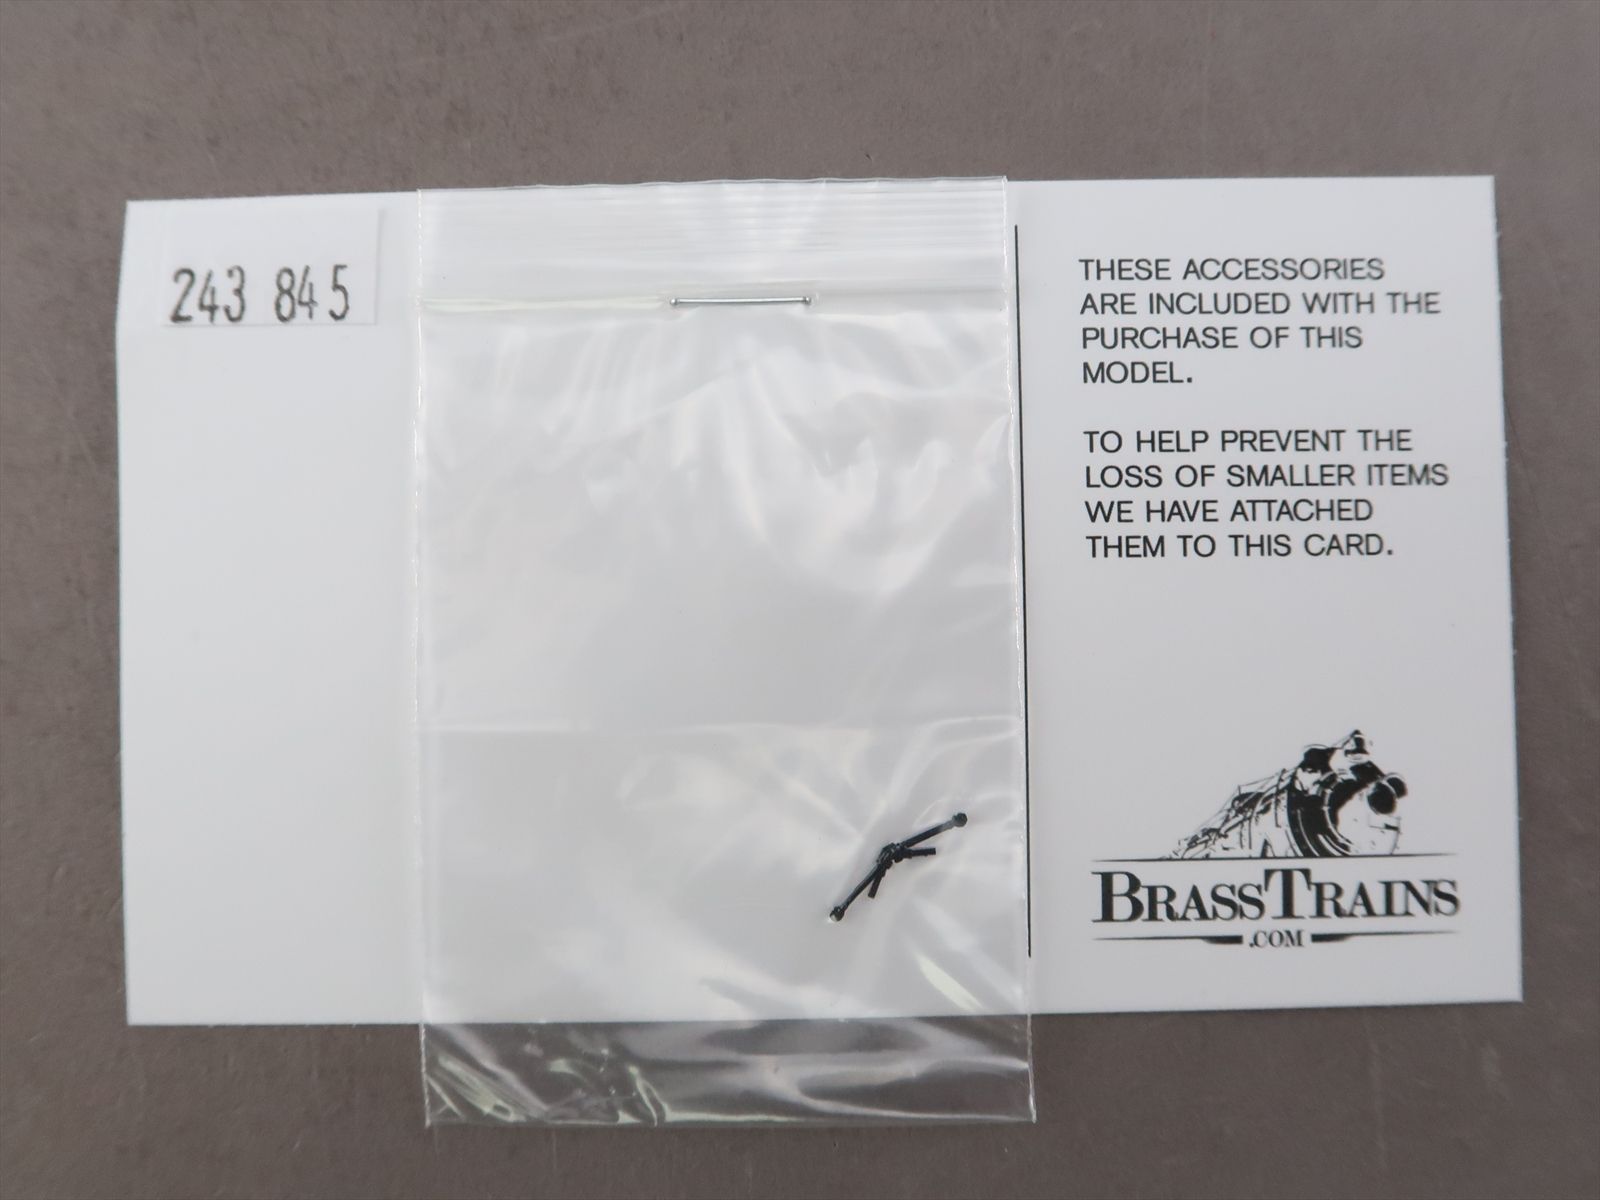 243 845
THESE ACCESSORIES
ARE INCLUDED WITH THE
PURCHASE OF THIS
MODEL.
TO HELP PREVENT THE
LOSS OF SMALLER ITEMS
WE HAVE ATTACHED
THEM TO THIS CARD.
BRASSTRAINS
.COM